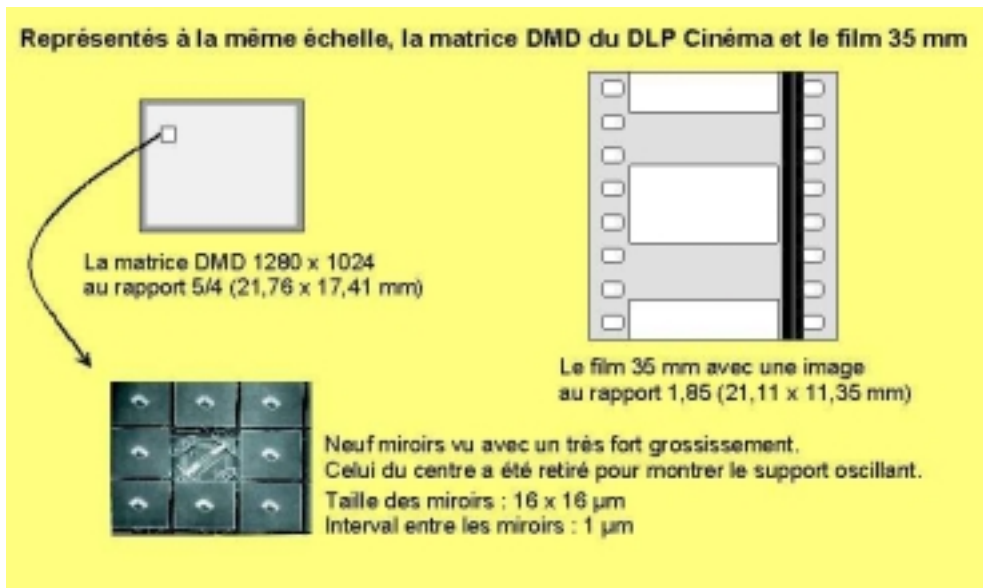 Représentés à la même échelle, la matrice DMD du DLP Cinéma et le film 35 mm
La matrice DMD 1280 x 1024
au rapport 5/4 (21,76 x 17,41 mm)
Le film 35 mm avec une image
au rapport 1,85 (21,11 x 11,35 mm)
Neuf miroirs vu avec un très fort grossissement.
Celui du centre a été retiré pour montrer le support oscillant.
Taille des miroirs : 16 x 16 µm
Interval entre les miroirs : 1 µm